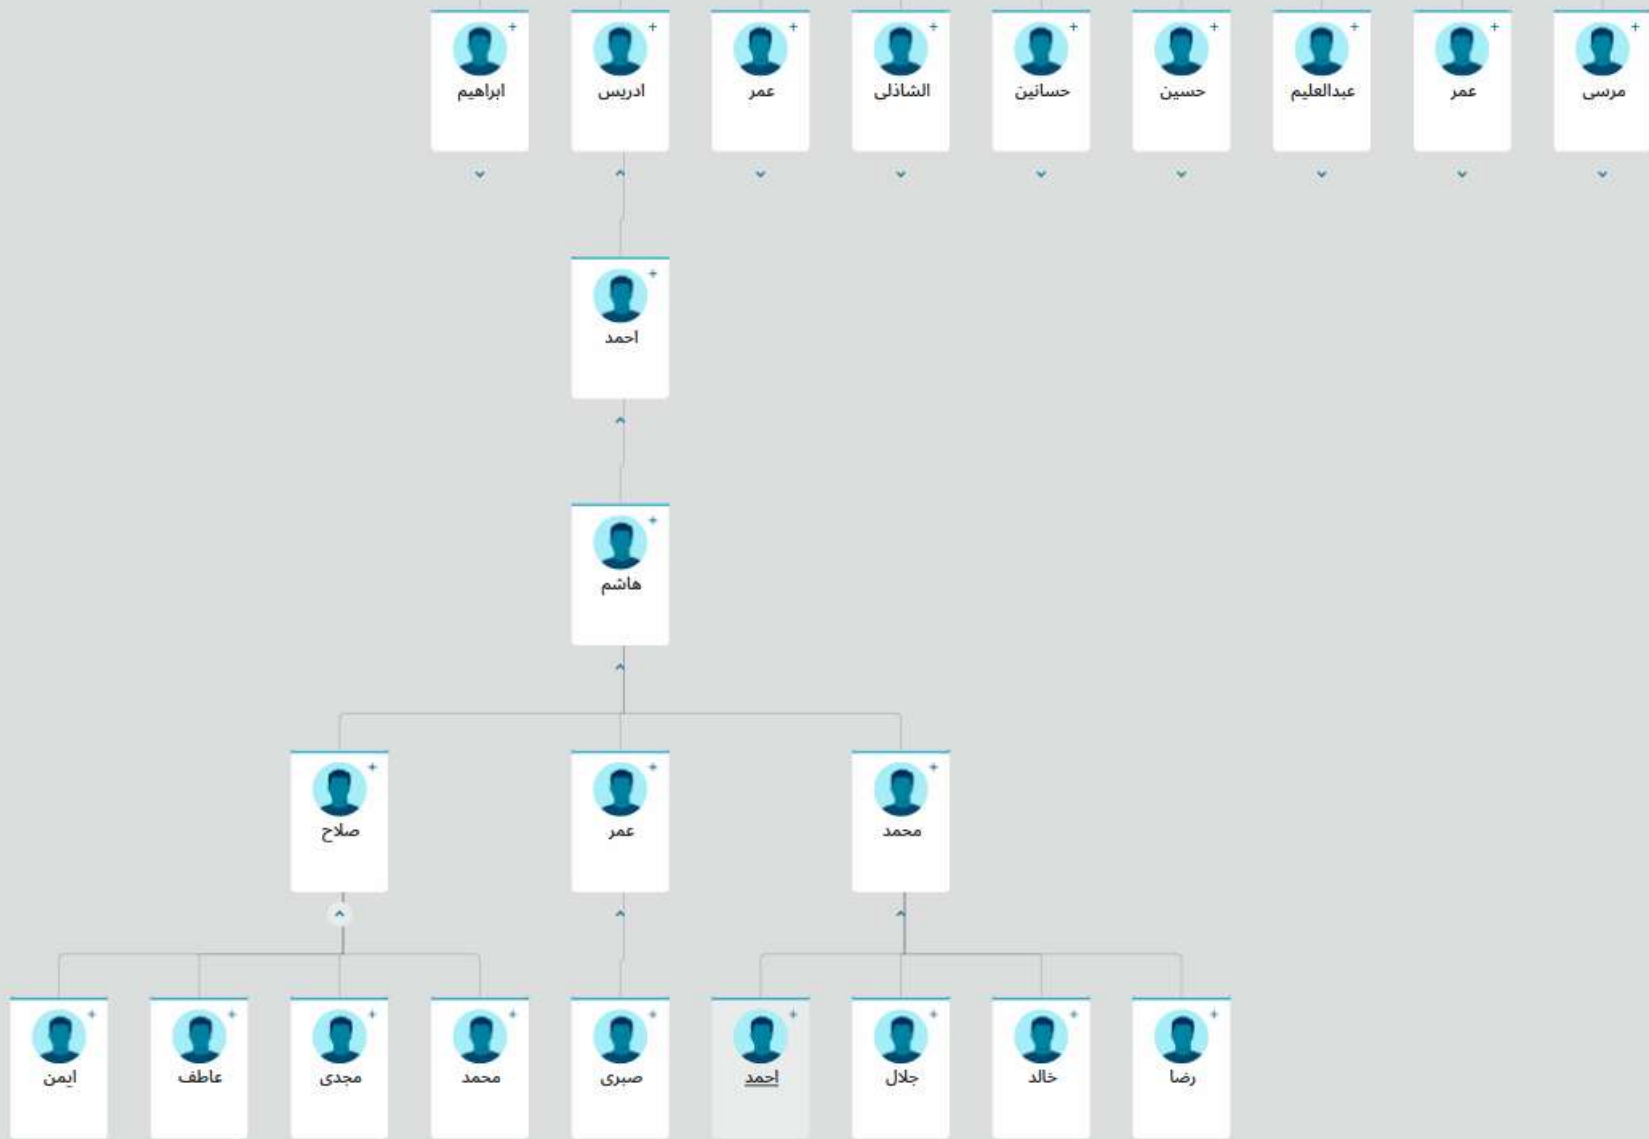 مرسى
عمر
عبدالعليم
حسين
حسانين
الشاذلى
عمر
ادريس
ابراهيم
احمد
هاشم
محمد
عمر
صلاح
رضا
خالد
جلال
احمد
صبرى
محمد
مجدى
عاطف
ايمن